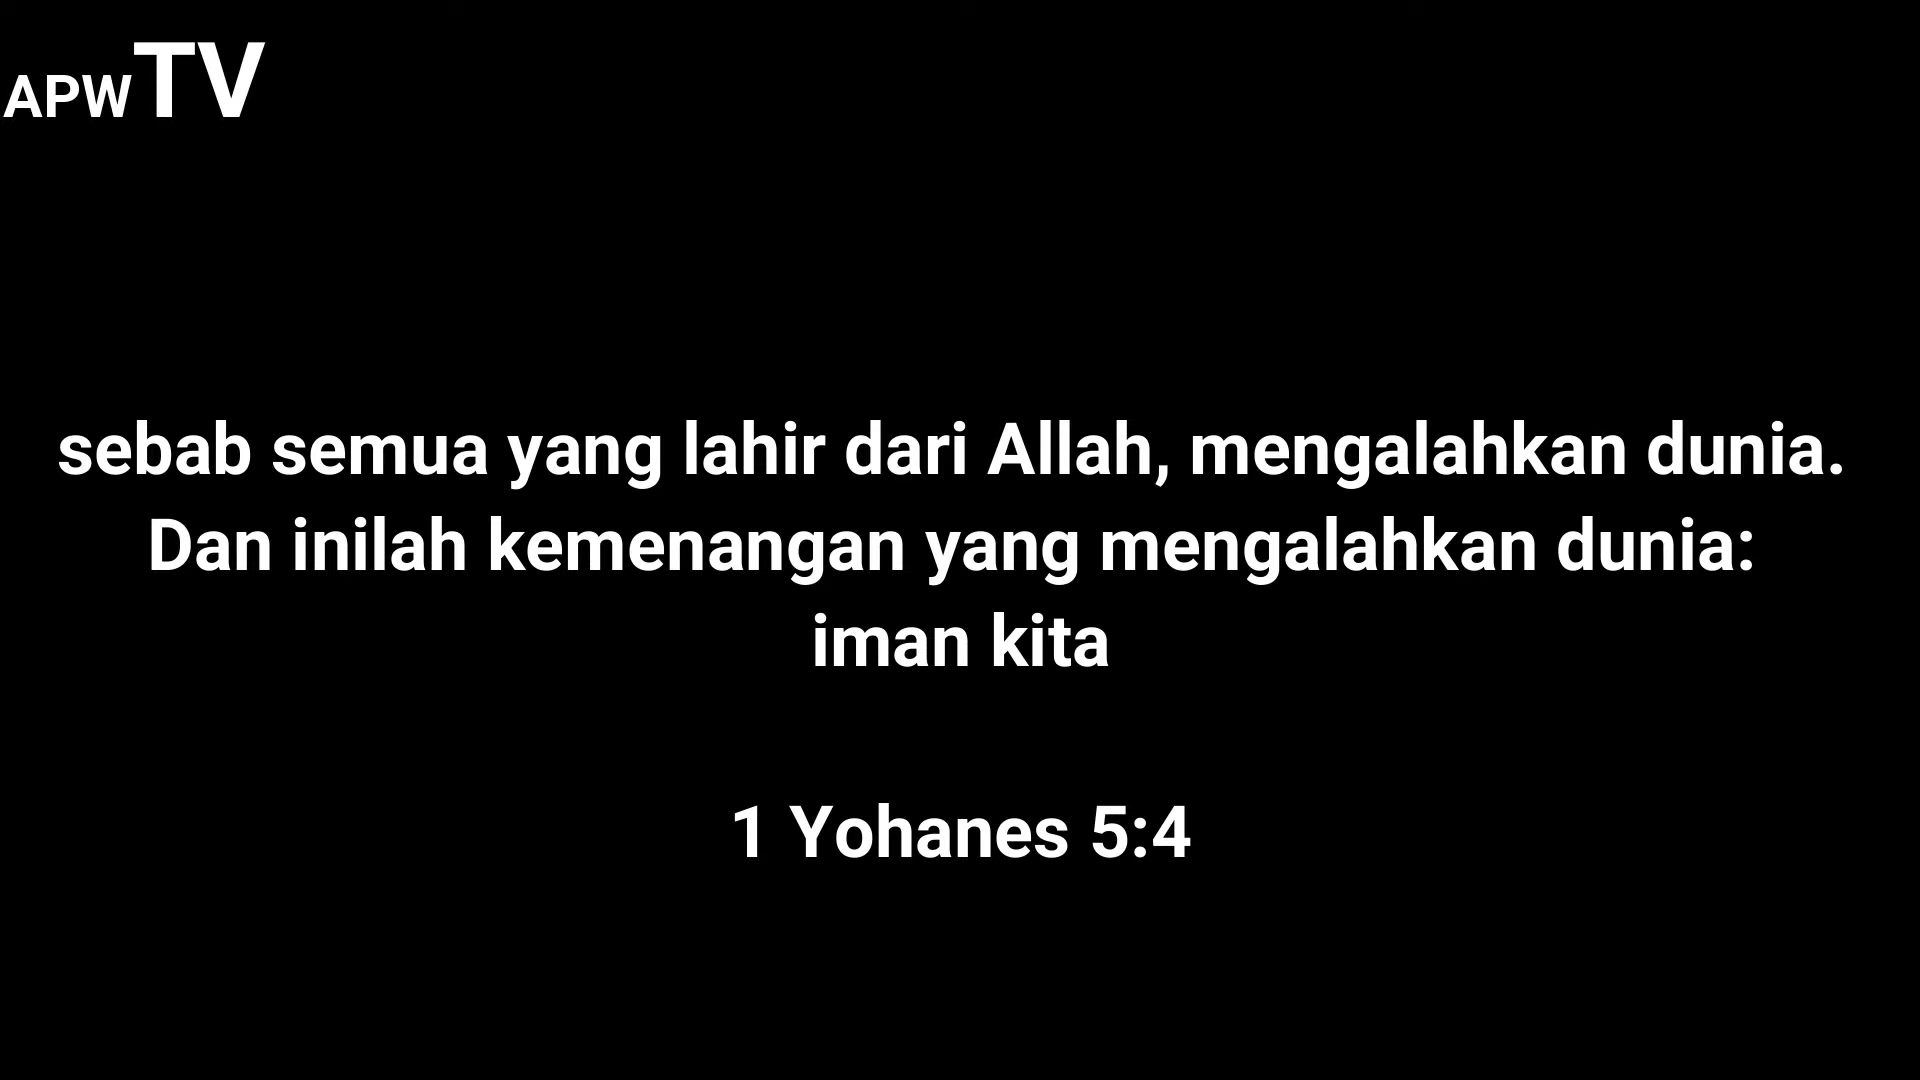 APWTV
sebab semua yang lahir dari Allah, mengalahkan dunia.
Dan inilah kemenangan yang mengalahkan dunia:
iman kita
1 Yohanes 5:4